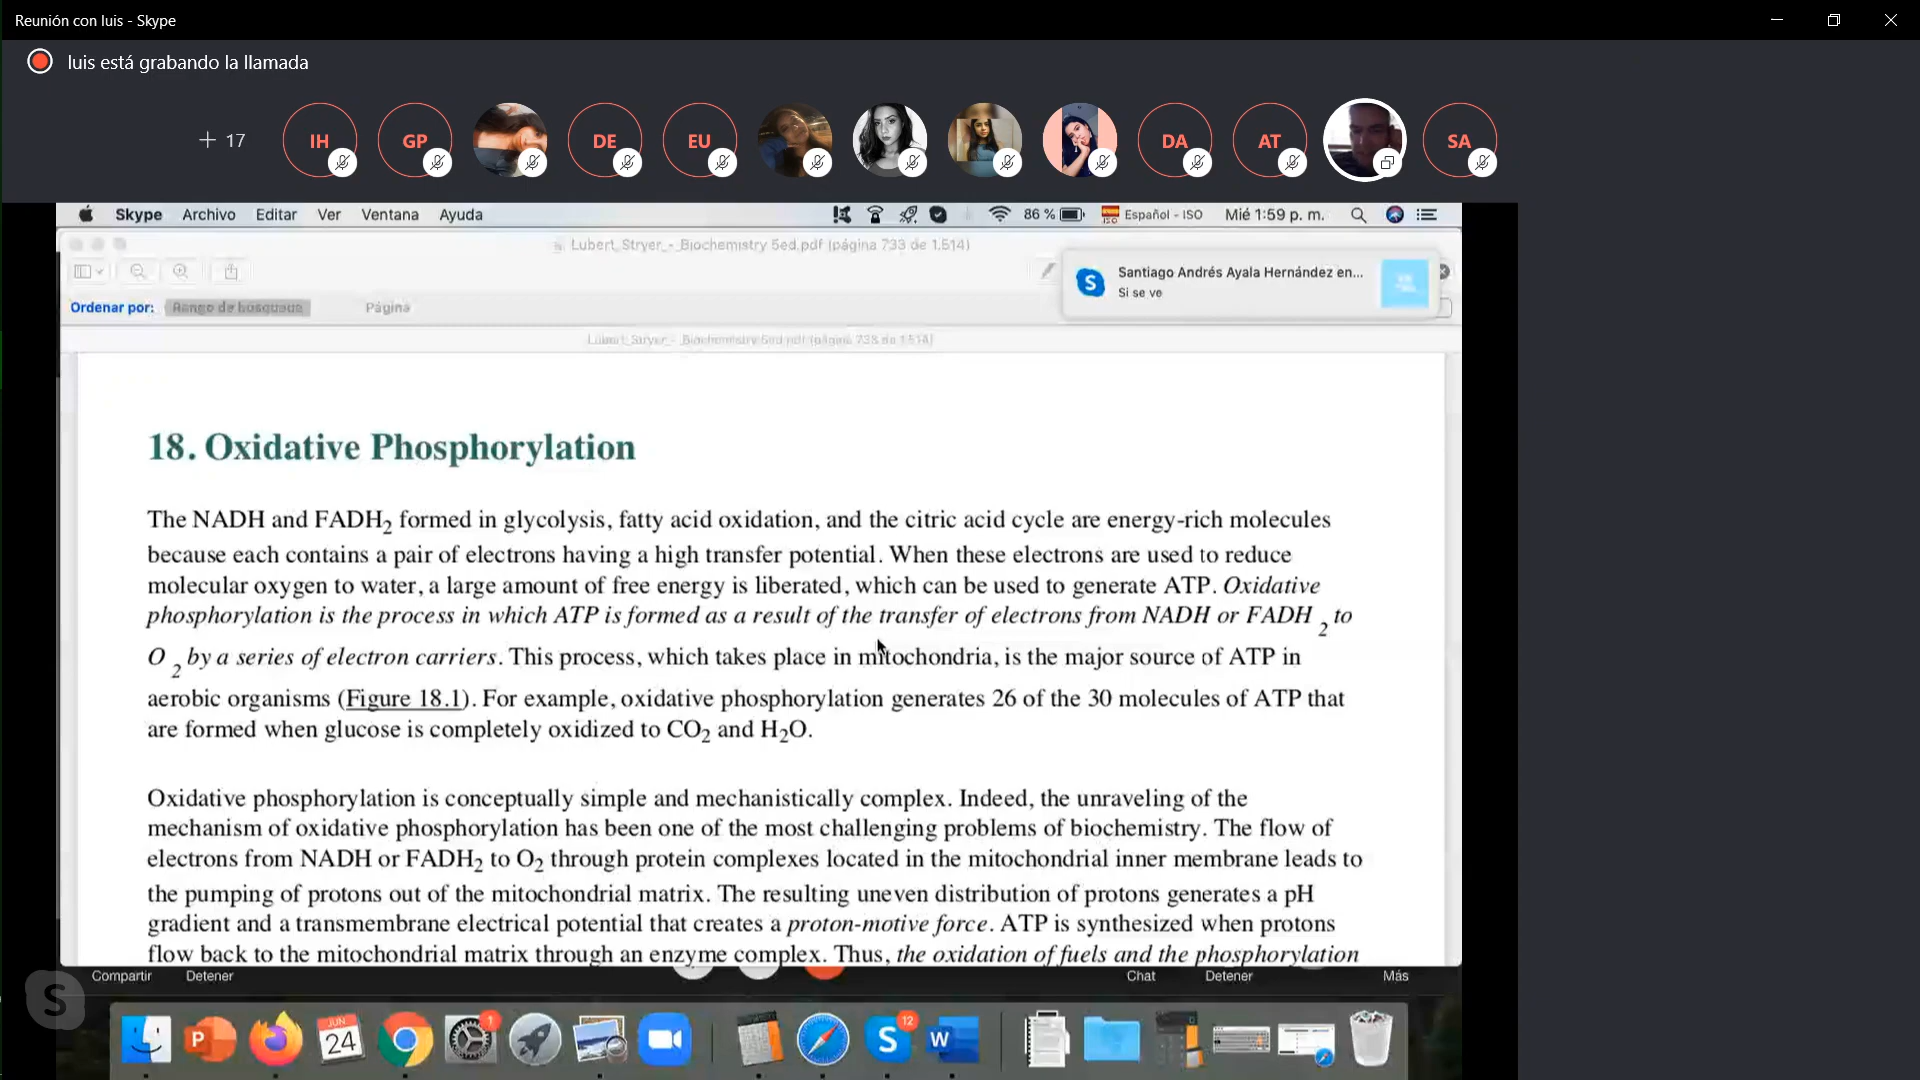 Reunión con luis - Skype
luis está grabando la llamada
+ 17
IH
GP
DE
EU
DA
AT
SA
Skype Archivo Editar Ver Ventana Ayuda
86 % Español - ISO Mié 1:59 p. m.
Lubert_Stryer_-_Biochemistry 5ed.pdf (página 733 de 1.514)
Santiago Andrés Ayala Hernández en...
Si se ve
Ordenar por: Rango de búsqueda Página
Lubert_Stryer_-_Biochemistry 5ed.pdf (página 733 de 1.514)
18. Oxidative Phosphorylation
The NADH and FADH2 formed in glycolysis, fatty acid oxidation, and the citric acid cycle are energy-rich molecules
because each contains a pair of electrons having a high transfer potential. When these electrons are used to reduce
molecular oxygen to water, a large amount of free energy is liberated, which can be used to generate ATP. Oxidative
phosphorylation is the process in which ATP is formed as a result of the transfer of electrons from NADH or FADH 2 to
O 2 by a series of electron carriers. This process, which takes place in mitochondria, is the major source of ATP in
aerobic organisms (Figure 18.1). For example, oxidative phosphorylation generates 26 of the 30 molecules of ATP that
are formed when glucose is completely oxidized to CO2 and H2O.
Oxidative phosphorylation is conceptually simple and mechanistically complex. Indeed, the unraveling of the
mechanism of oxidative phosphorylation has been one of the most challenging problems of biochemistry. The flow of
electrons from NADH or FADH2 to O2 through protein complexes located in the mitochondrial inner membrane leads to
the pumping of protons out of the mitochondrial matrix. The resulting uneven distribution of protons generates a pH
gradient and a transmembrane electrical potential that creates a proton-motive force. ATP is synthesized when protons
flow back to the mitochondrial matrix through an enzyme complex. Thus, the oxidation of fuels and the phosphorylation
Compartir Detener Chat Detener Más
JUN
24
1
12